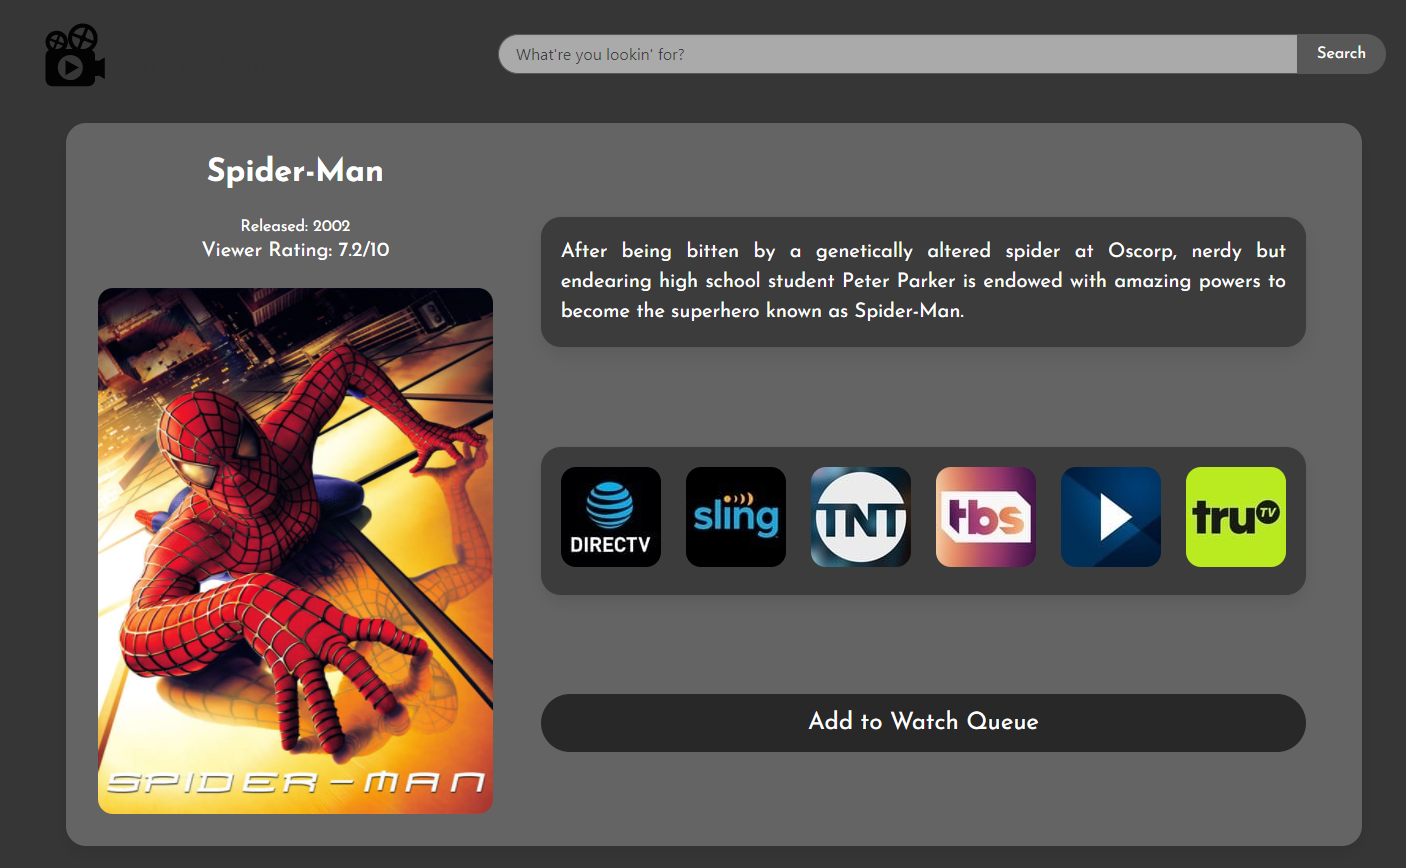 What're you lookin' for?
Search
Spider-Man
Released: 2002
Viewer Rating: 7.2/10
After being bitten by a genetically altered spider at Oscorp, nerdy but
endearing high school student Peter Parker is endowed with amazing powers to
become the superhero known as Spider-Man.
DIRECTV
sling
TNT
tbs
truTV
Add to Watch Queue
SPIDER-MAN